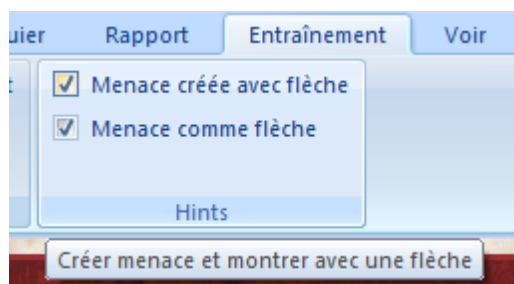 uier Rapport Entraînement Voir
Menace créée avec flèche
Menace comme flèche
Hints
Créer menace et montrer avec une flèche